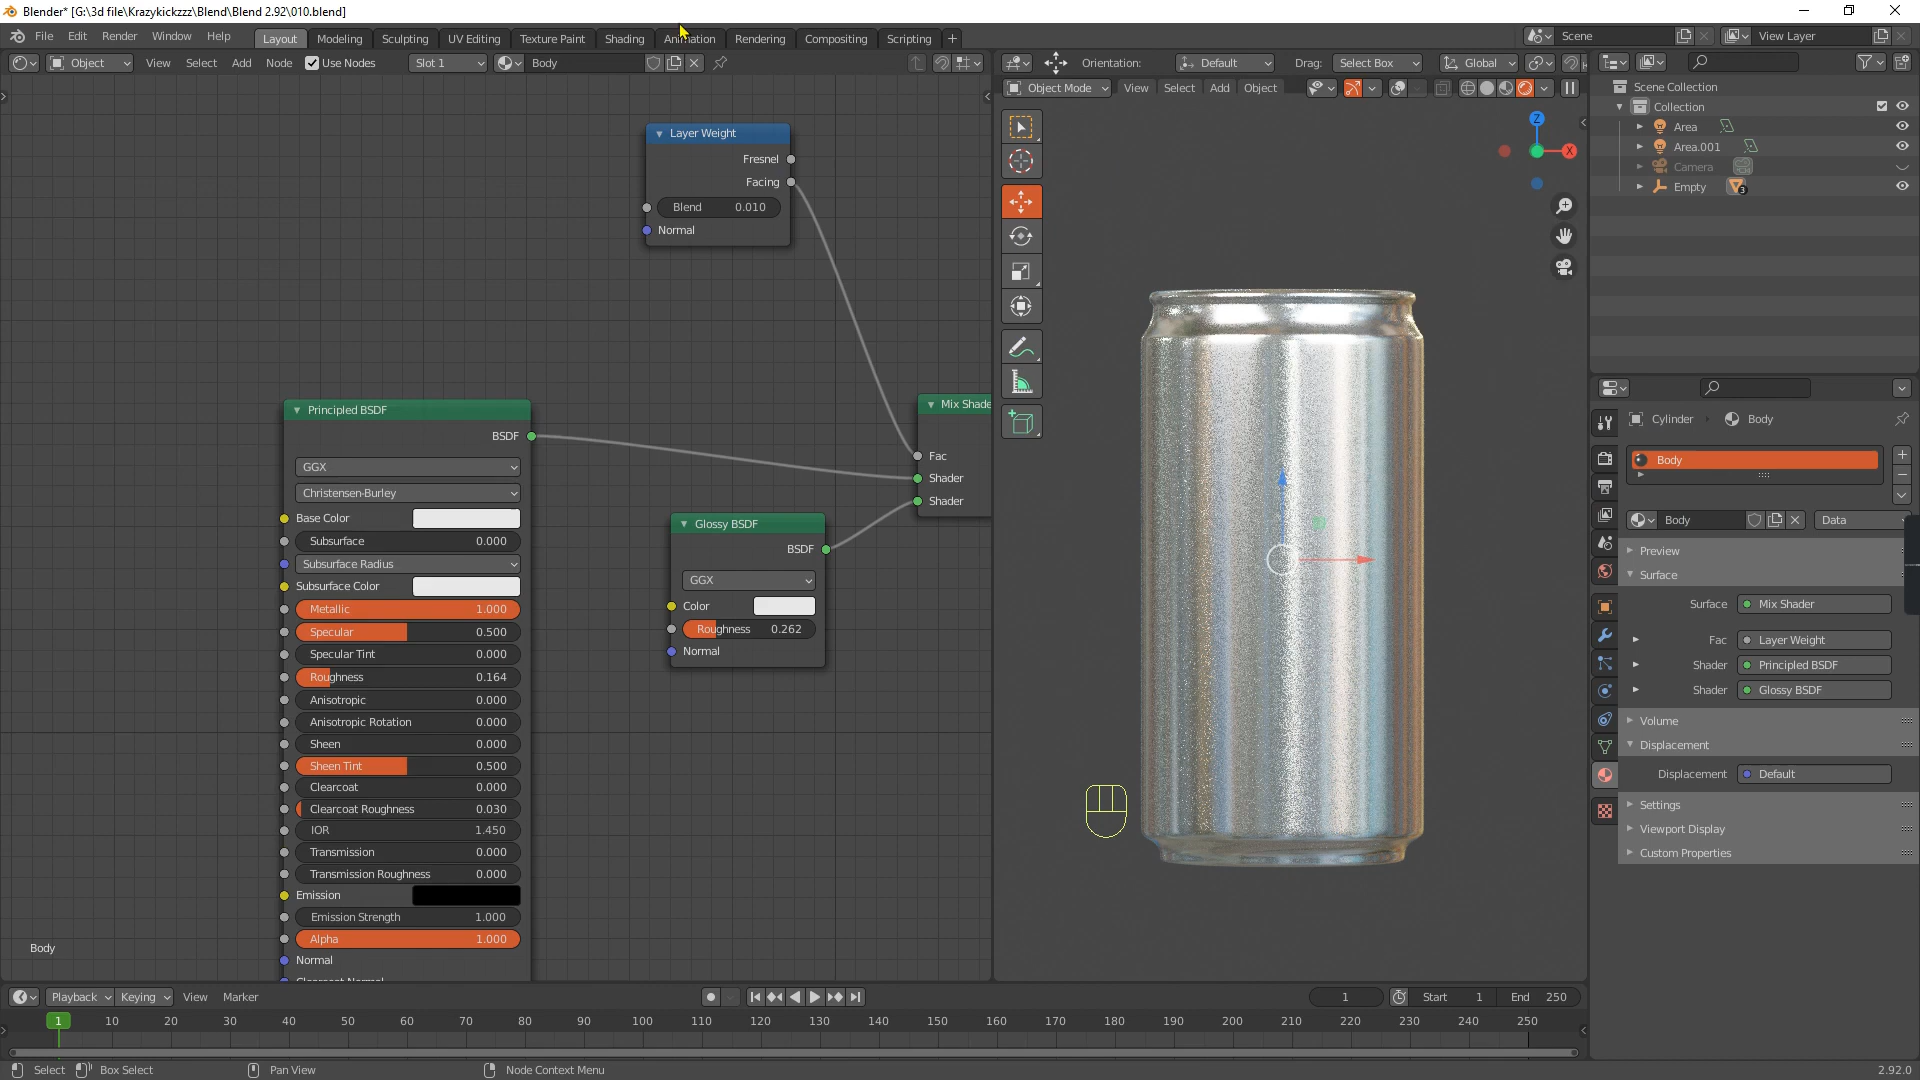 Blender* [G:\3d file\Krazykickzzz\Blend\Blend 2.92\010.blend]
File Edit Render Window Help Layout Modeling Sculpting UV Editing Texture Paint Shading Animation Rendering Compositing Scripting + Scene View Layer
Object View Select Add Node Use Nodes Slot 1 Body Orientation: Default Drag: Select Box Global
Object Mode View Select Add Object
Scene Collection
Collection
Area
Area.001
Camera
Empty 3
Z
X
Layer Weight
Fresnel
Facing
Blend 0.010
Normal
Principled BSDF
BSDF
GGX
Christensen-Burley
Base Color
Subsurface 0.000
Subsurface Radius
Subsurface Color
Metallic 1.000
Specular 0.500
Specular Tint 0.000
Roughness 0.164
Anisotropic 0.000
Anisotropic Rotation 0.000
Sheen 0.000
Sheen Tint 0.500
Clearcoat 0.000
Clearcoat Roughness 0.030
IOR 1.450
Transmission 0.000
Transmission Roughness 0.000
Emission
Emission Strength 1.000
Alpha 1.000
Normal
Mix Shade
Fac
Shader
Shader
Glossy BSDF
BSDF
GGX
Color
Roughness 0.262
Normal
Body
Cylinder Body
Body
Body Data
Preview
Surface
Surface Mix Shader
Fac Layer Weight
Shader Principled BSDF
Shader Glossy BSDF
Volume
Displacement
Displacement Default
Settings
Viewport Display
Custom Properties
Playback Keying View Marker 1 Start 1 End 250
1 10 20 30 40 50 60 70 80 90 100 110 120 130 140 150 160 170 180 190 200 210 220 230 240 250
Select Box Select Pan View Node Context Menu 2.92.0